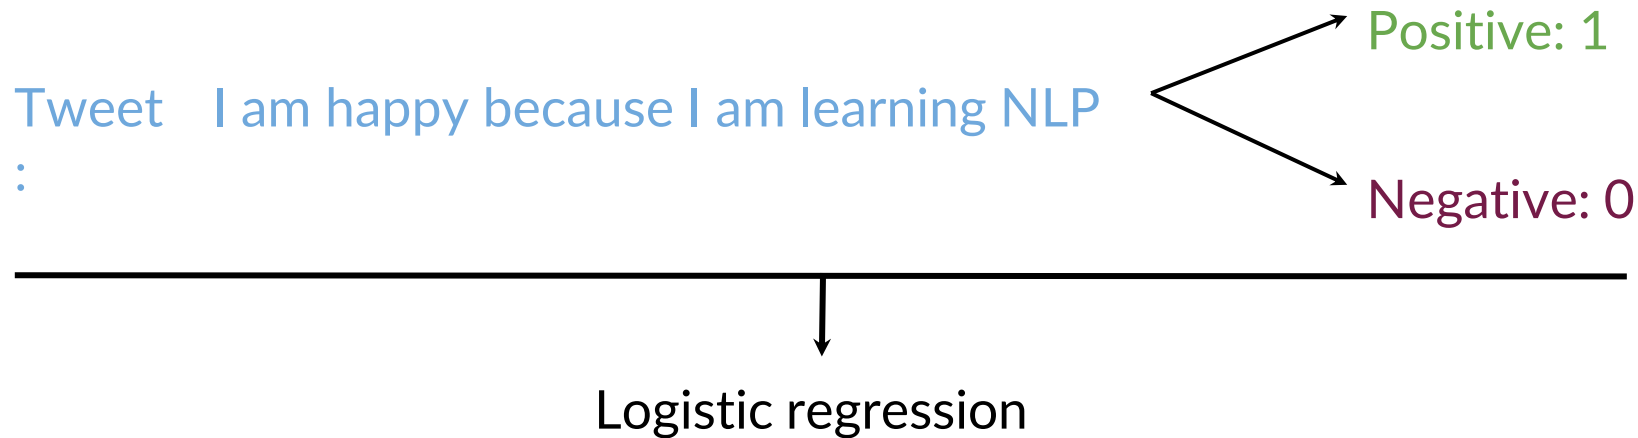 Positive: 1
Tweet I am happy because I am learning NLP
:
Negative: 0
Logistic regression